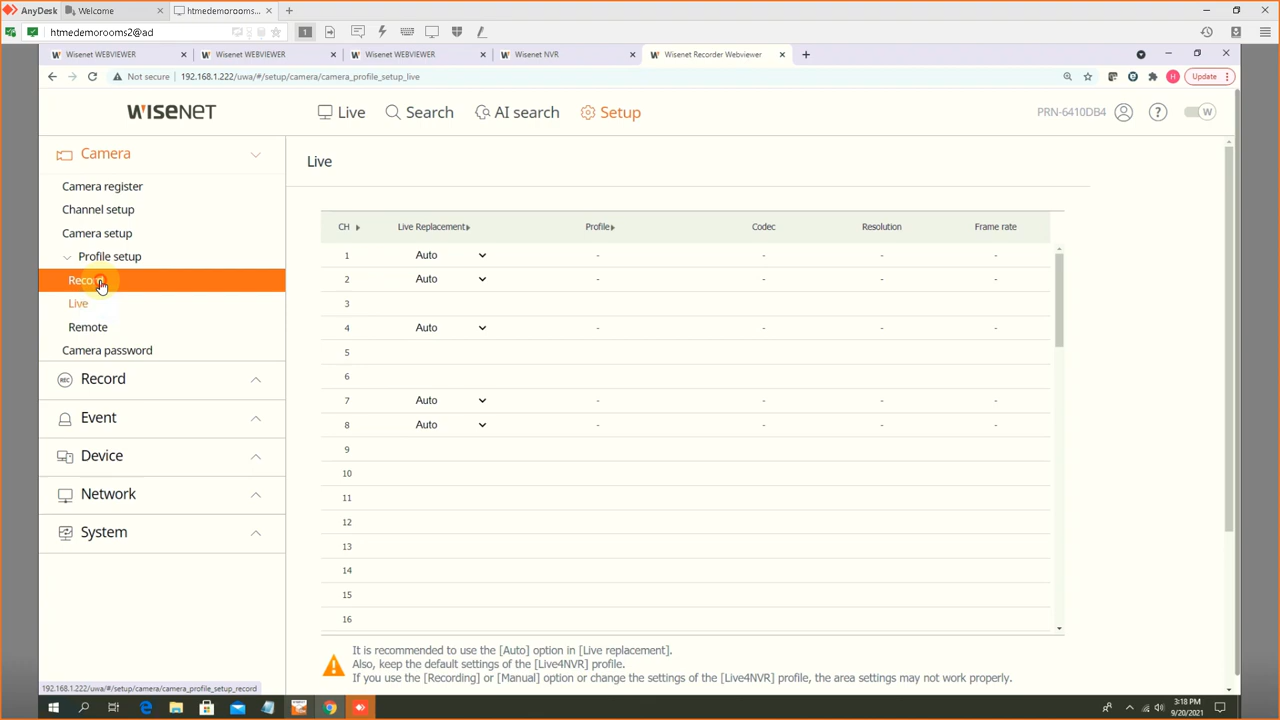 AnyDesk
Welcome
htmedemorooms...
htmedemorooms2@ad
1
Wisenet WEBVIEWER
Wisenet WEBVIEWER
Wisenet WEBVIEWER
Wisenet NVR
Wisenet Recorder Webviewer
Not secure
192.168.1.222/uwa/#/setup/camera/camera_profile_setup_live
H
Update
WISENET
Live
Search
AI search
Setup
PRN-6410DB4
?
W
Camera
Camera register
Channel setup
Camera setup
Profile setup
Record
Live
Remote
Camera password
REC Record
Event
Device
Network
System
Live
CH Live Replacement Profile Codec Resolution Frame rate
1 Auto - - - -
2 Auto - - - -
3
4 Auto - - - -
5
6
7 Auto - - - -
8 Auto - - - -
9
10
11
12
13
14
15
16
It is recommended to use the [Auto] option in [Live replacement].
Also, keep the default settings of the [Live4NVR] profile.
If you use the [Recording] or [Manual] option or change the settings of the [Live4NVR] profile, the area settings may not work properly.
192.168.1.222/uwa/#/setup/camera/camera_profile_setup_record
3:18 PM
9/20/2021